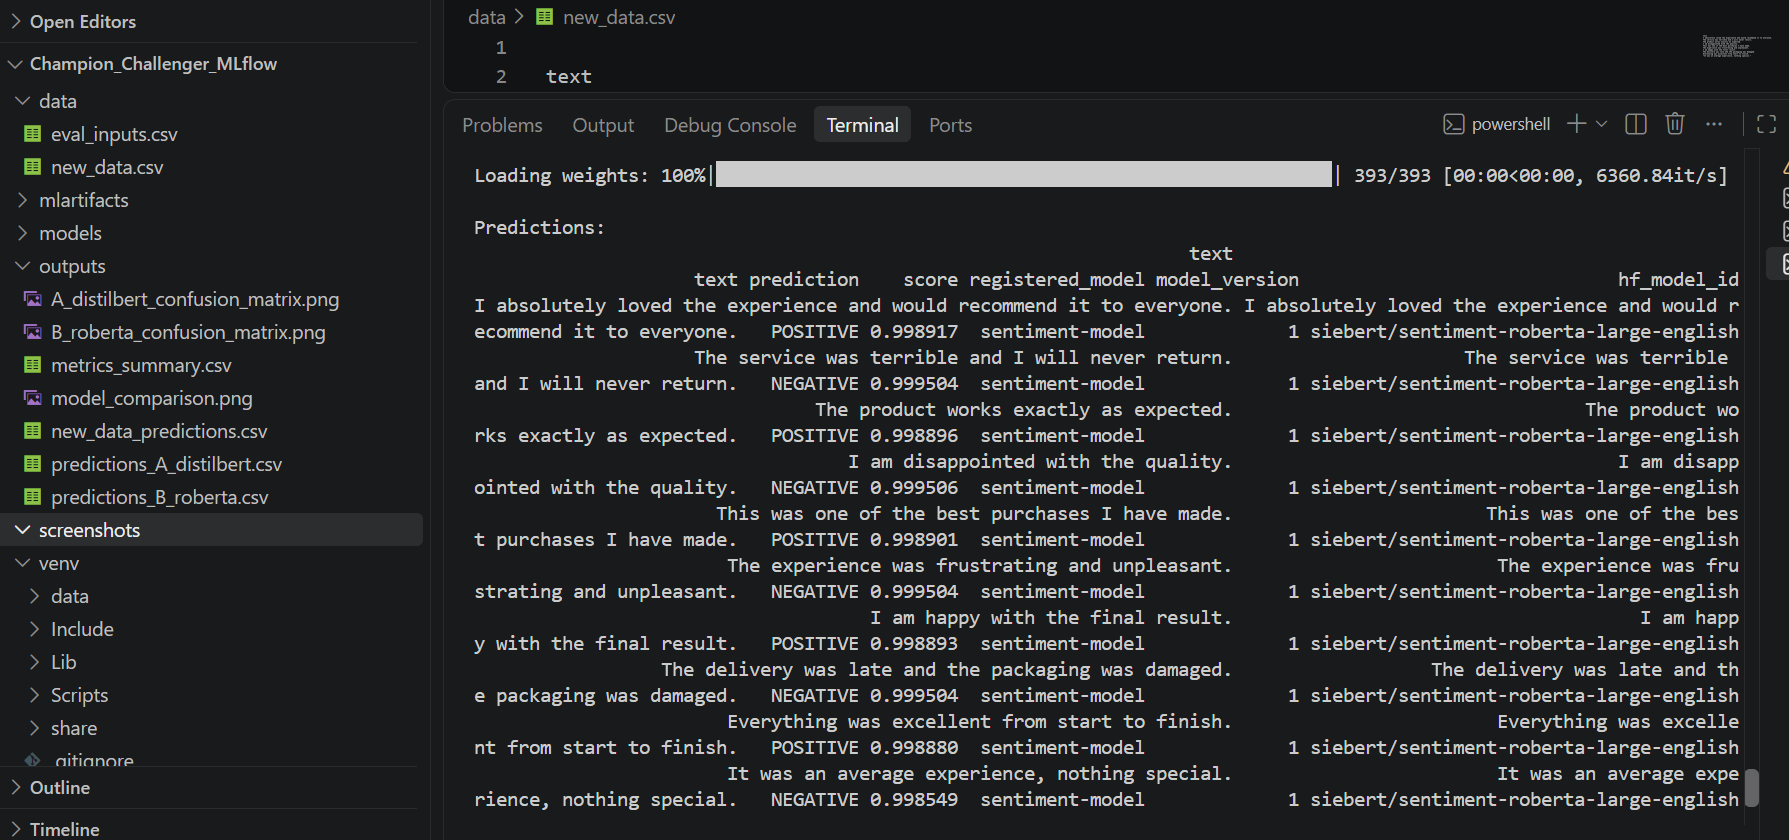 Open Editors
Champion_Challenger_MLflow
data
eval_inputs.csv
new_data.csv
mlartifacts
models
outputs
A_distilbert_confusion_matrix.png
B_roberta_confusion_matrix.png
metrics_summary.csv
model_comparison.png
new_data_predictions.csv
predictions_A_distilbert.csv
predictions_B_roberta.csv
screenshots
venv
data
Include
Lib
Scripts
share
.gitignore
Outline
Timeline
data > new_data.csv
1
2 text
Problems Output Debug Console Terminal Ports powershell
Loading weights: 100%| | 393/393 [00:00<00:00, 6360.84it/s]
Predictions:
text
text prediction score registered_model model_version hf_model_id
I absolutely loved the experience and would recommend it to everyone. I absolutely loved the experience and would r
ecommend it to everyone. POSITIVE 0.998917 sentiment-model 1 siebert/sentiment-roberta-large-english
The service was terrible and I will never return. The service was terrible
and I will never return. NEGATIVE 0.999504 sentiment-model 1 siebert/sentiment-roberta-large-english
The product works exactly as expected. The product wo
rks exactly as expected. POSITIVE 0.998896 sentiment-model 1 siebert/sentiment-roberta-large-english
I am disappointed with the quality. I am disapp
ointed with the quality. NEGATIVE 0.999506 sentiment-model 1 siebert/sentiment-roberta-large-english
This was one of the best purchases I have made. This was one of the bes
t purchases I have made. POSITIVE 0.998901 sentiment-model 1 siebert/sentiment-roberta-large-english
The experience was frustrating and unpleasant. The experience was fru
strating and unpleasant. NEGATIVE 0.999504 sentiment-model 1 siebert/sentiment-roberta-large-english
I am happy with the final result. I am happ
y with the final result. POSITIVE 0.998893 sentiment-model 1 siebert/sentiment-roberta-large-english
The delivery was late and the packaging was damaged. The delivery was late and th
e packaging was damaged. NEGATIVE 0.999504 sentiment-model 1 siebert/sentiment-roberta-large-english
Everything was excellent from start to finish. Everything was excelle
nt from start to finish. POSITIVE 0.998880 sentiment-model 1 siebert/sentiment-roberta-large-english
It was an average experience, nothing special. It was an average expe
rience, nothing special. NEGATIVE 0.998549 sentiment-model 1 siebert/sentiment-roberta-large-english